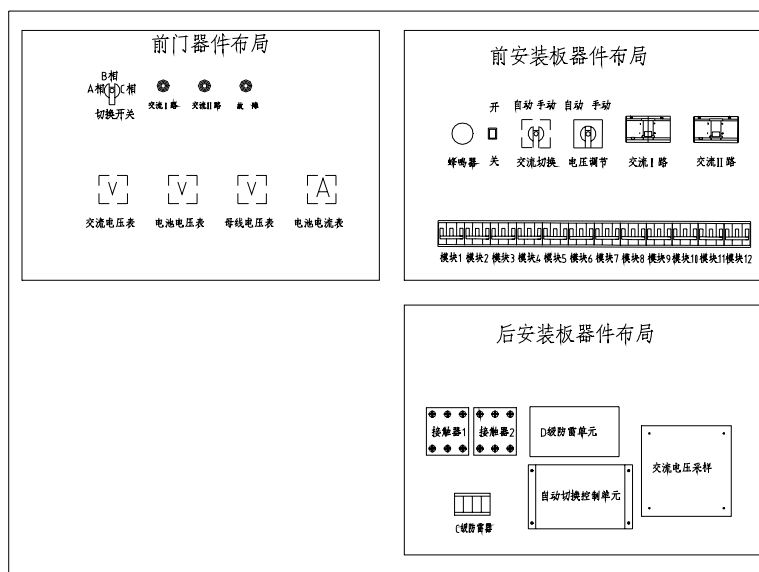 前门器件布局
B相
A相 C相
切换开关
交流Ⅰ路 交流Ⅱ路 故 障
V V V A
交流电压表 电池电压表 母线电压表 电池电流表
前安装板器件布局
开 自动 手动 自动 手动
蜂鸣器 关 交流切换 电压调节 交流Ⅰ路 交流Ⅱ路
模块1 模块2 模块3 模块4 模块5 模块6 模块7 模块8 模块9 模块10 模块11 模块12
后安装板器件布局
接触器1 接触器2 D级防雷单元
交流电压采样
自动切换控制单元
C级防雷器